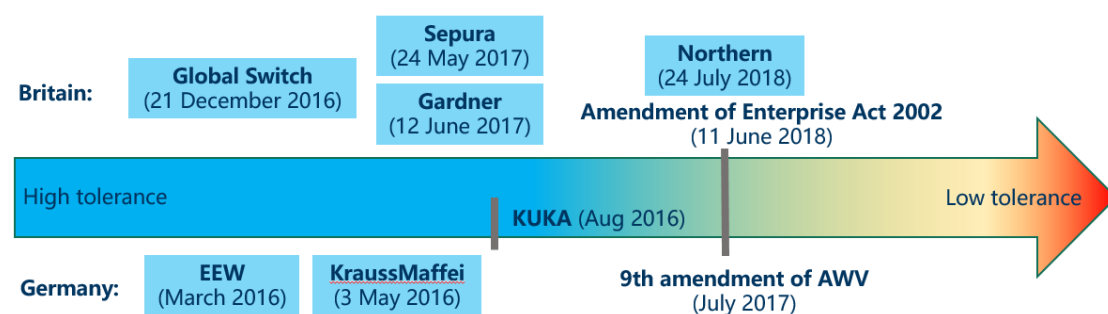 Britain:
Global Switch
(21 December 2016)
Sepura
(24 May 2017)
Gardner
(12 June 2017)
Northern
(24 July 2018)
Amendment of Enterprise Act 2002
(11 June 2018)
High tolerance
KUKA (Aug 2016)
Low tolerance
Germany:
EEW
(March 2016)
KraussMaffei
(3 May 2016)
9th amendment of AWV
(July 2017)